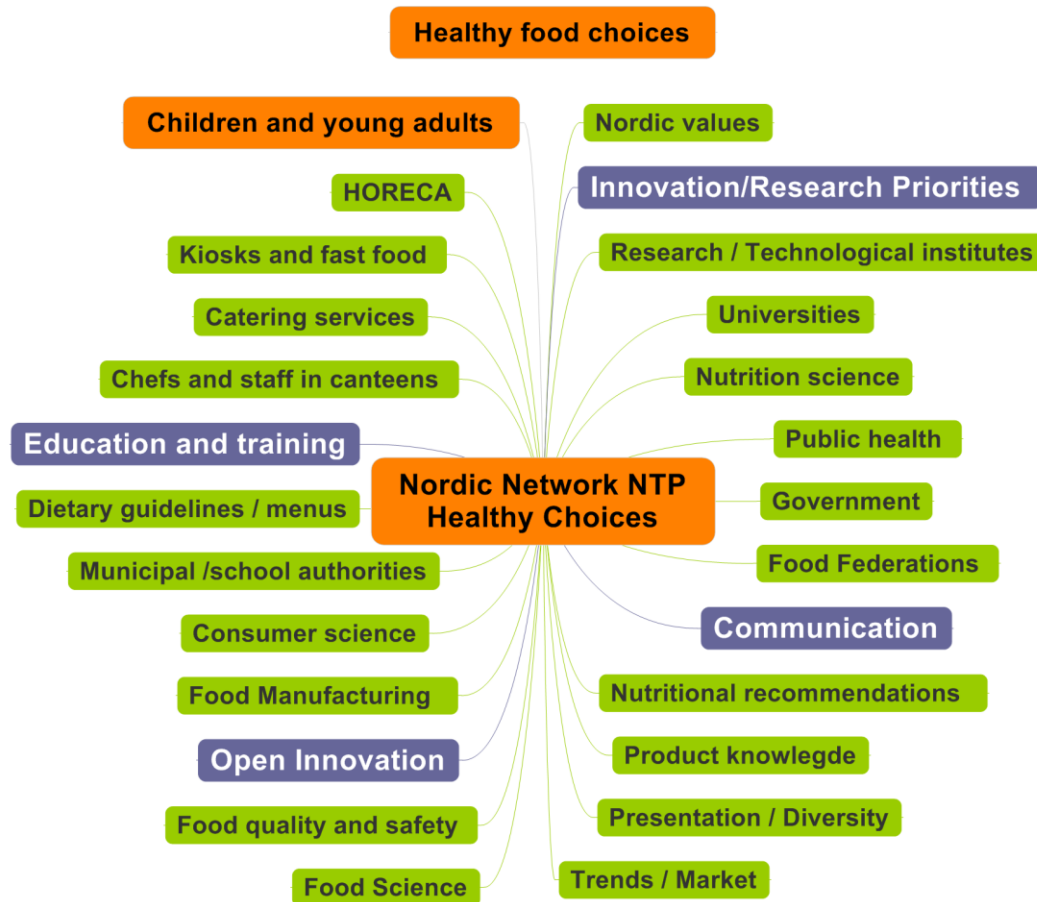 Healthy food choices
Children and young adults
HORECA
Kiosks and fast food
Catering services
Chefs and staff in canteens
Education and training
Dietary guidelines / menus
Municipal /school authorities
Consumer science
Food Manufacturing
Open Innovation
Food quality and safety
Food Science
Nordic Network NTP
Healthy Choices
Nordic values
Innovation/Research Priorities
Research / Technological institutes
Universities
Nutrition science
Public health
Government
Food Federations
Communication
Nutritional recommendations
Product knowlegde
Presentation / Diversity
Trends / Market